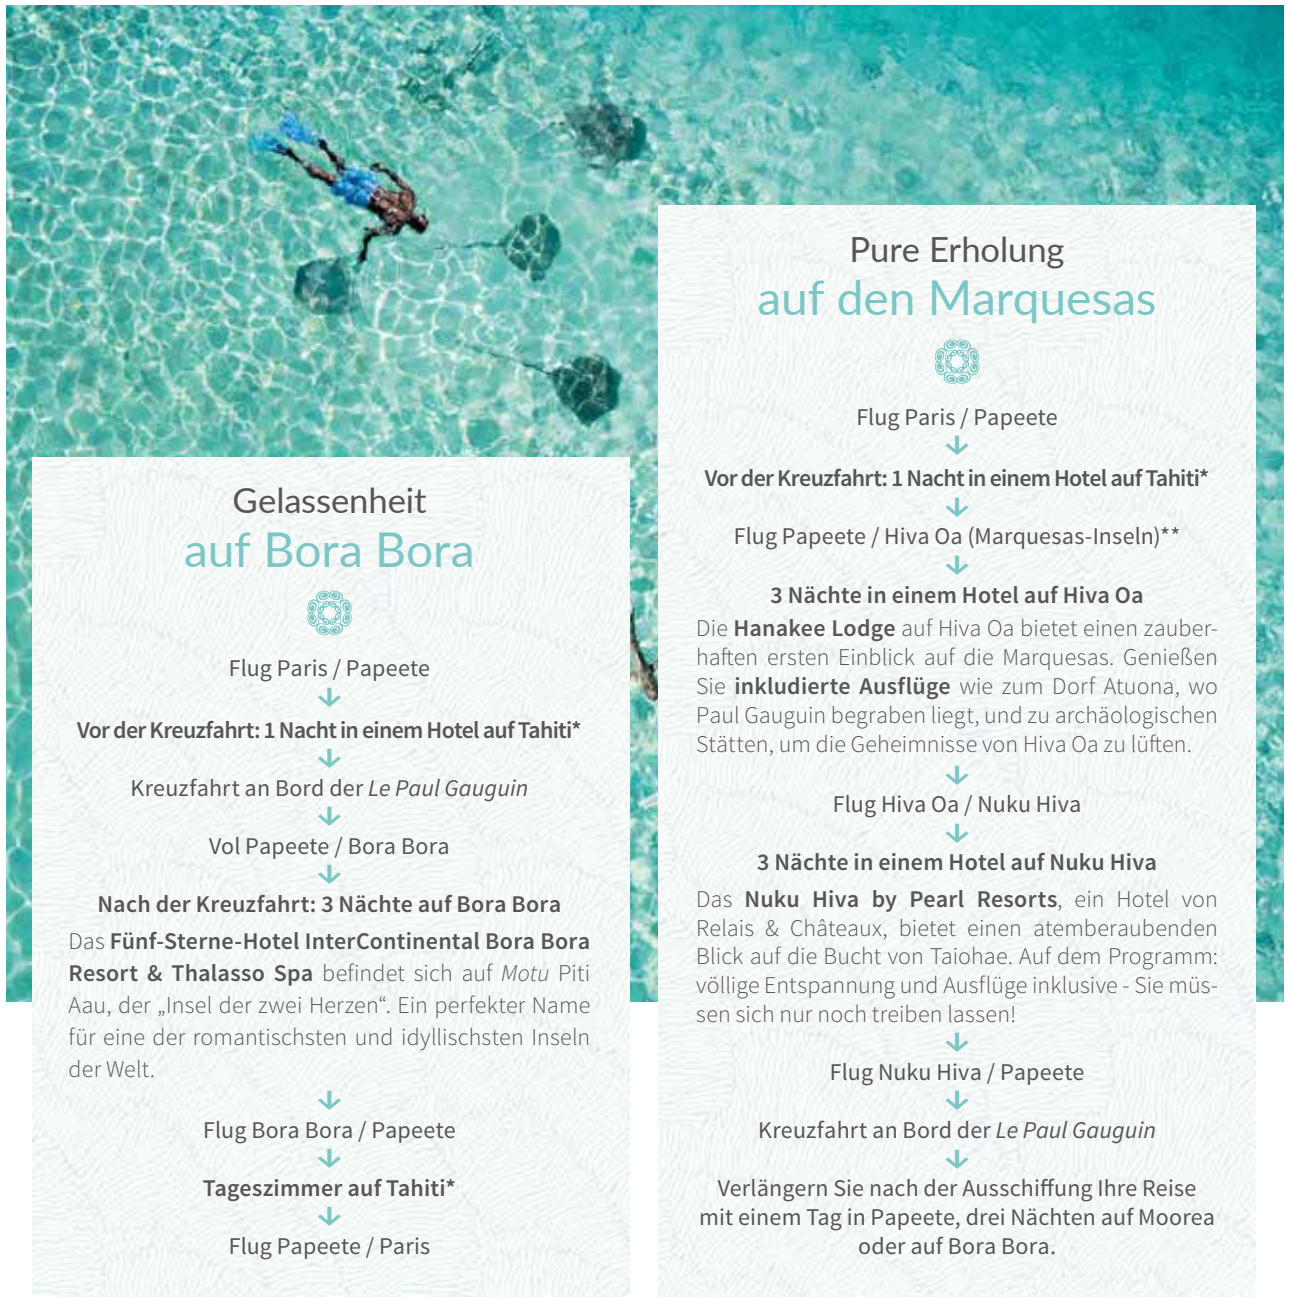 Gelassenheit
auf Bora Bora
Flug Paris / Papeete
Vor der Kreuzfahrt: 1 Nacht in einem Hotel auf Tahiti*
Kreuzfahrt an Bord der Le Paul Gauguin
Vol Papeete / Bora Bora
Nach der Kreuzfahrt: 3 Nächte auf Bora Bora
Das Fünf-Sterne-Hotel InterContinental Bora Bora
Resort & Thalasso Spa befindet sich auf Motu Piti
Aau, der „Insel der zwei Herzen“. Ein perfekter Name
für eine der romantischsten und idyllischsten Inseln
der Welt.
Flug Bora Bora / Papeete
Tageszimmer auf Tahiti*
Flug Papeete / Paris
Pure Erholung
auf den Marquesas
Flug Paris / Papeete
Vor der Kreuzfahrt: 1 Nacht in einem Hotel auf Tahiti*
Flug Papeete / Hiva Oa (Marquesas-Inseln)**
3 Nächte in einem Hotel auf Hiva Oa
Die Hanakee Lodge auf Hiva Oa bietet einen zauber-
haften ersten Einblick auf die Marquesas. Genießen
Sie inkludierte Ausflüge wie zum Dorf Atuona, wo
Paul Gauguin begraben liegt, und zu archäologischen
Stätten, um die Geheimnisse von Hiva Oa zu lüften.
Flug Hiva Oa / Nuku Hiva
3 Nächte in einem Hotel auf Nuku Hiva
Das Nuku Hiva by Pearl Resorts, ein Hotel von
Relais & Châteaux, bietet einen atemberaubenden
Blick auf die Bucht von Taiohae. Auf dem Programm:
völlige Entspannung und Ausflüge inklusive - Sie müs-
sen sich nur noch treiben lassen!
Flug Nuku Hiva / Papeete
Kreuzfahrt an Bord der Le Paul Gauguin
Verlängern Sie nach der Ausschiffung Ihre Reise
mit einem Tag in Papeete, drei Nächten auf Moorea
oder auf Bora Bora.